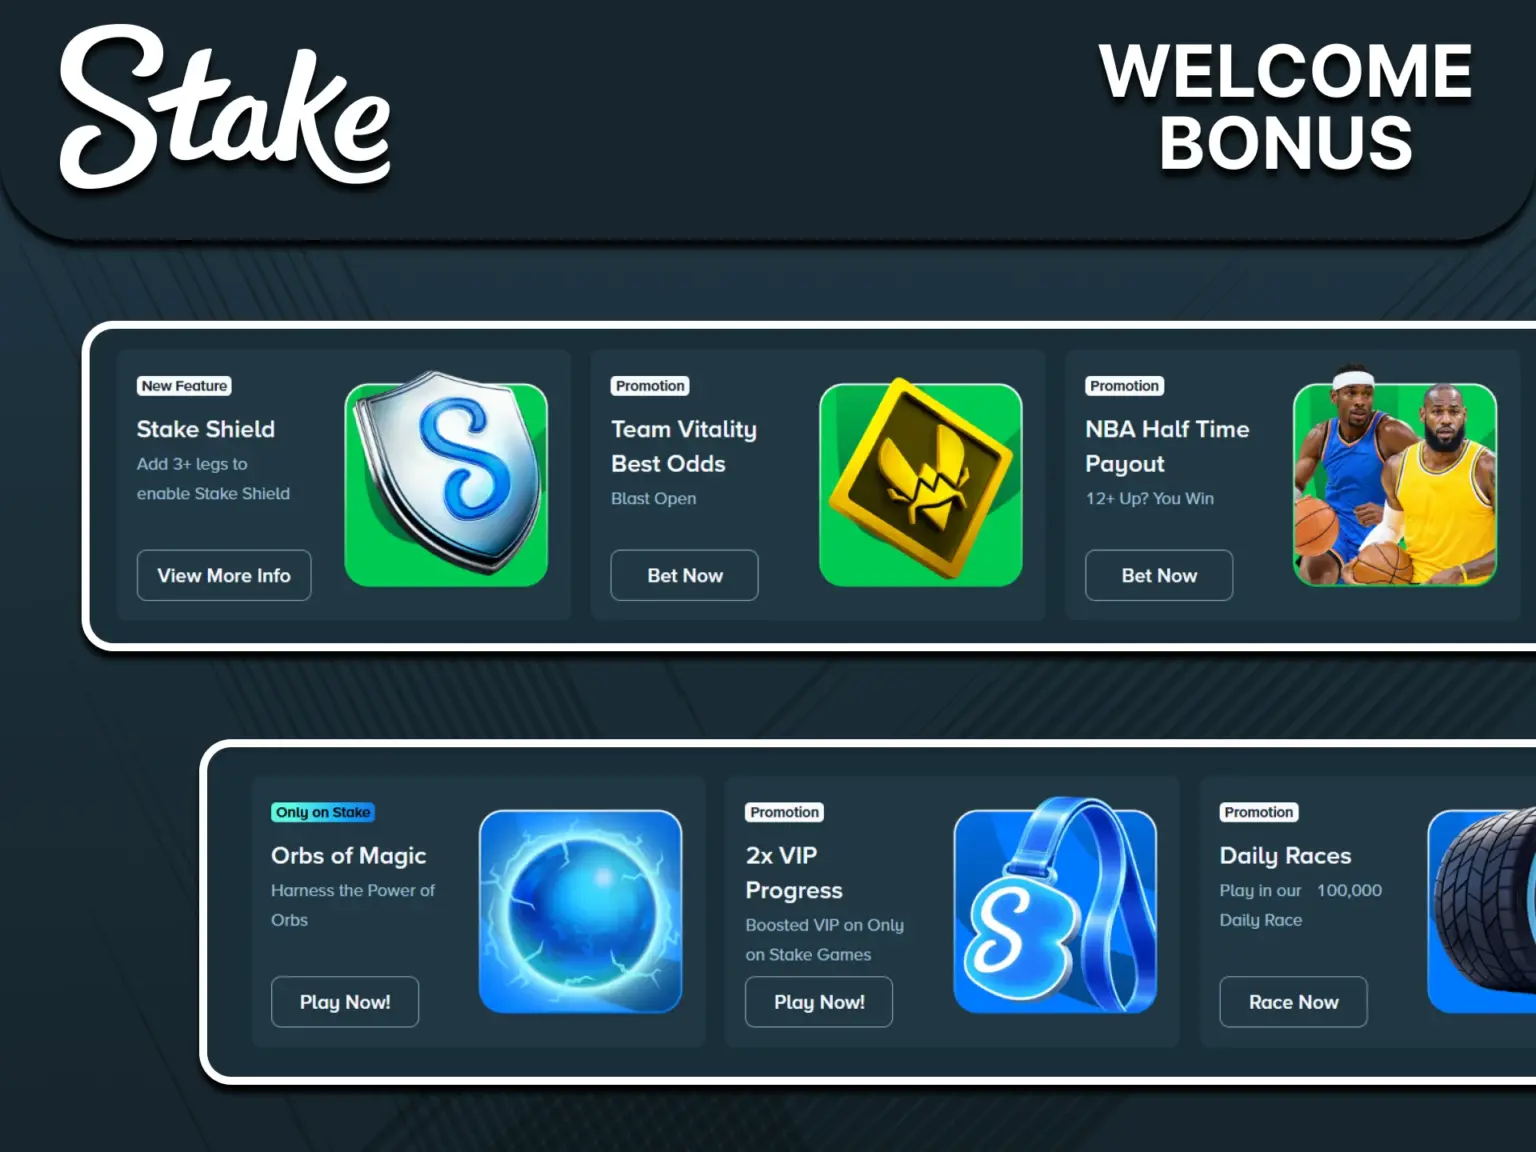 Stake
WELCOME
BONUS
New Feature
Stake Shield
Add 3+ legs to
enable Stake Shield
View More Info
Promotion
Team Vitality
Best Odds
Blast Open
Bet Now
Promotion
NBA Half Time
Payout
12+ Up? You Win
Bet Now
Only on Stake
Orbs of Magic
Harness the Power of
Orbs
Play Now!
Promotion
2x VIP
Progress
Boosted VIP on Only
on Stake Games
Play Now!
Promotion
Daily Races
Play in our 100,000
Daily Race
Race Now